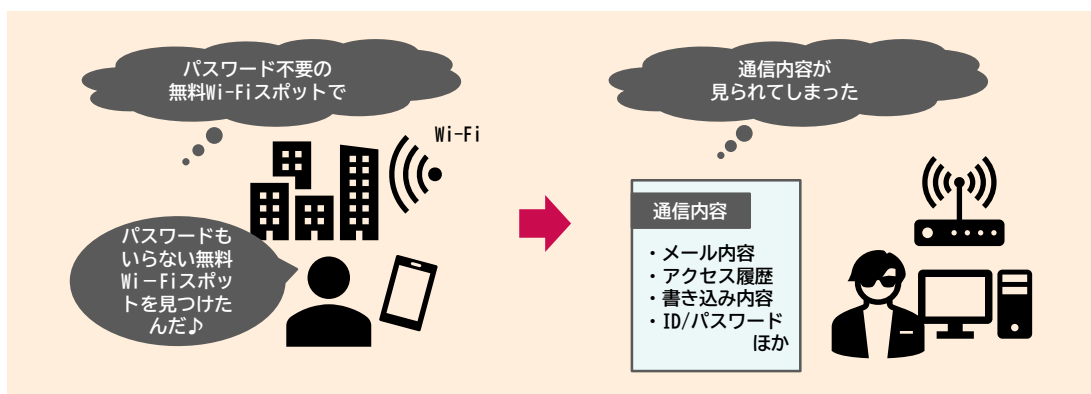 パスワード不要の
無料Wi-Fiスポットで
Wi-Fi
パスワードも
いらない無料
Wi－Fiスポッ
トを見つけた
んだ♪
通信内容が
見られてしまった
通信内容
・メール内容
・アクセス履歴
・書き込み内容
・ID/パスワード
ほか